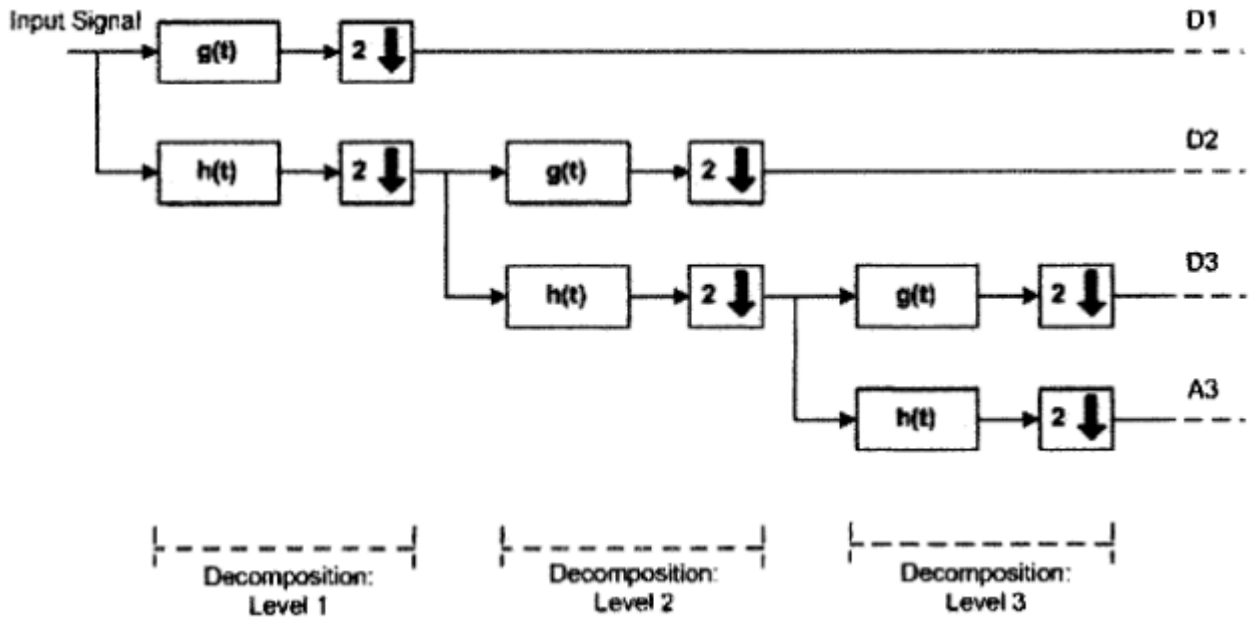 Input Signal
g(t)
2
D1
h(t)
2
g(t)
2
D2
h(t)
2
g(t)
2
D3
h(t)
2
A3
Decomposition:
Level 1
Decomposition:
Level 2
Decomposition:
Level 3